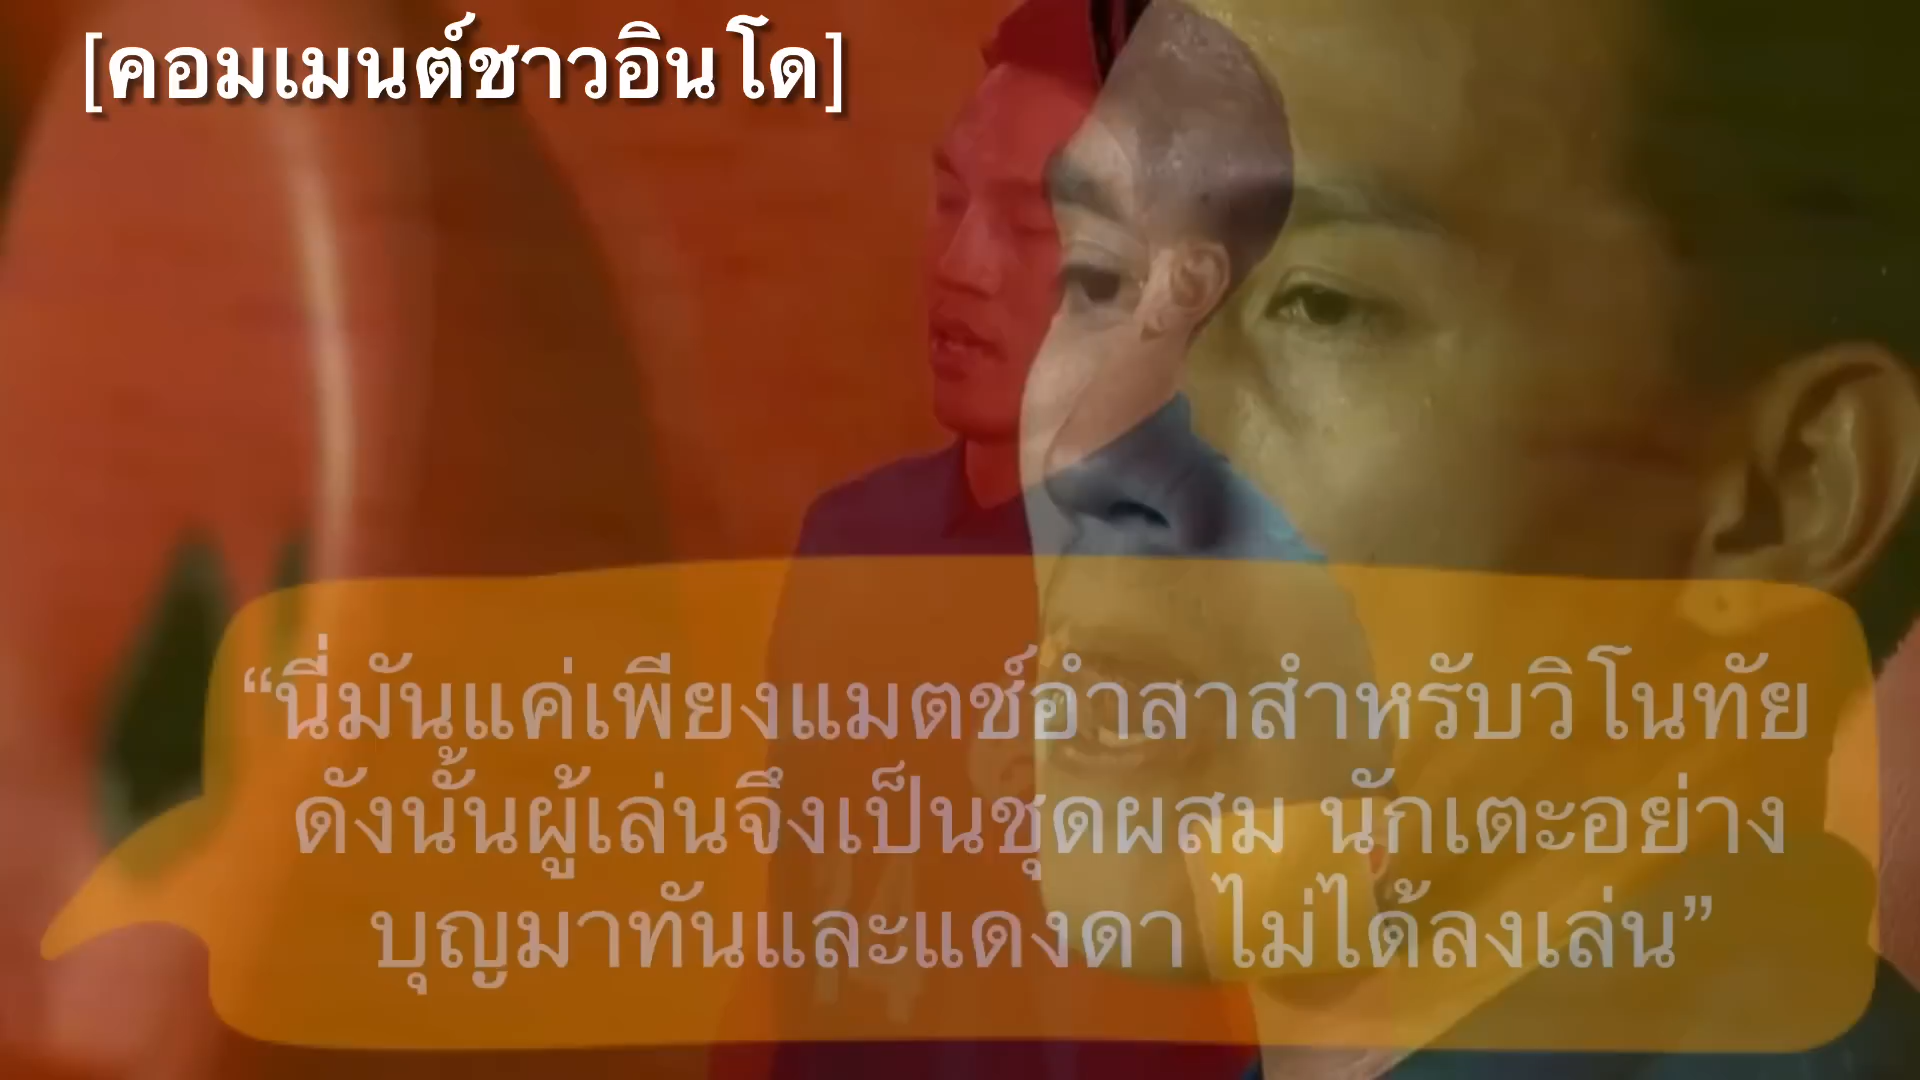 [คอมเมนต์ชาวอินโด]
“นี่มันแค่เพียงแมตช์อำลาสำหรับวิโนทัย
ดังนั้นผู้เล่นจึงเป็นชุดผสม นักเตะอย่าง
บุญมาทันและแดงดา ไม่ได้ลงเล่น”
14